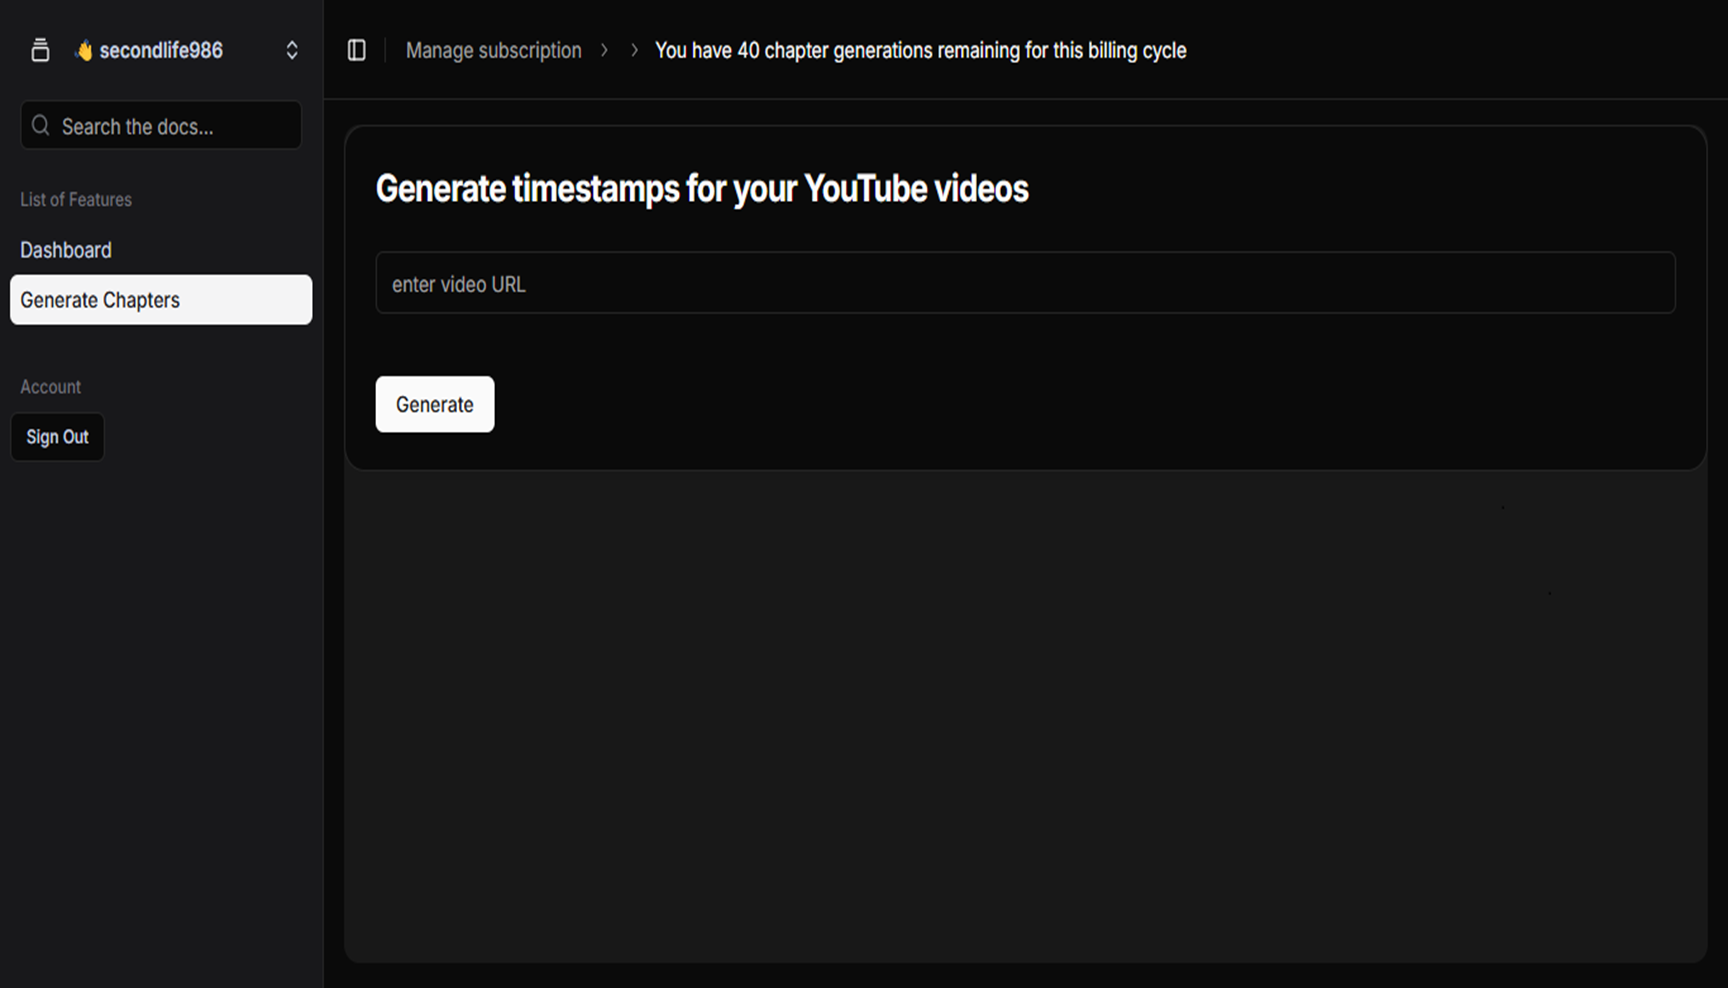 👋 secondlife986
Search the docs...
List of Features
Dashboard
Generate Chapters
Account
Sign Out
Manage subscription > > You have 40 chapter generations remaining for this billing cycle
Generate timestamps for your YouTube videos
enter video URL
Generate